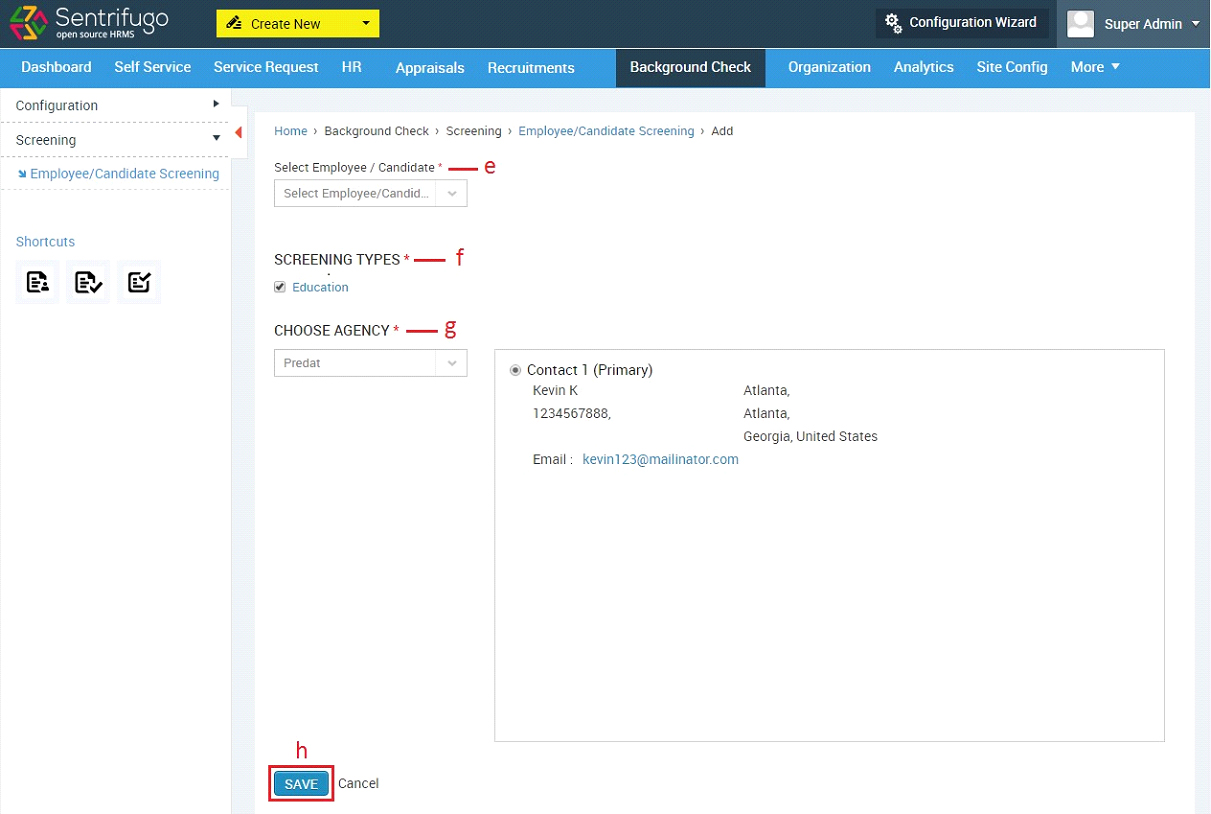 Sentrifugo
open source HRMS
Create New
Configuration Wizard
Super Admin
Dashboard Self Service Service Request HR Appraisals Recruitments Background Check Organization Analytics Site Config More
Configuration
Screening
Employee/Candidate Screening
Shortcuts
Home › Background Check › Screening › Employee/Candidate Screening › Add
Select Employee / Candidate * e
Select Employee/Candid...
SCREENING TYPES * f
Education
CHOOSE AGENCY * g
Predat
Contact 1 (Primary)
Kevin K Atlanta,
1234567888, Atlanta,
Georgia, United States
Email : kevin123@mailinator.com
h
SAVE Cancel